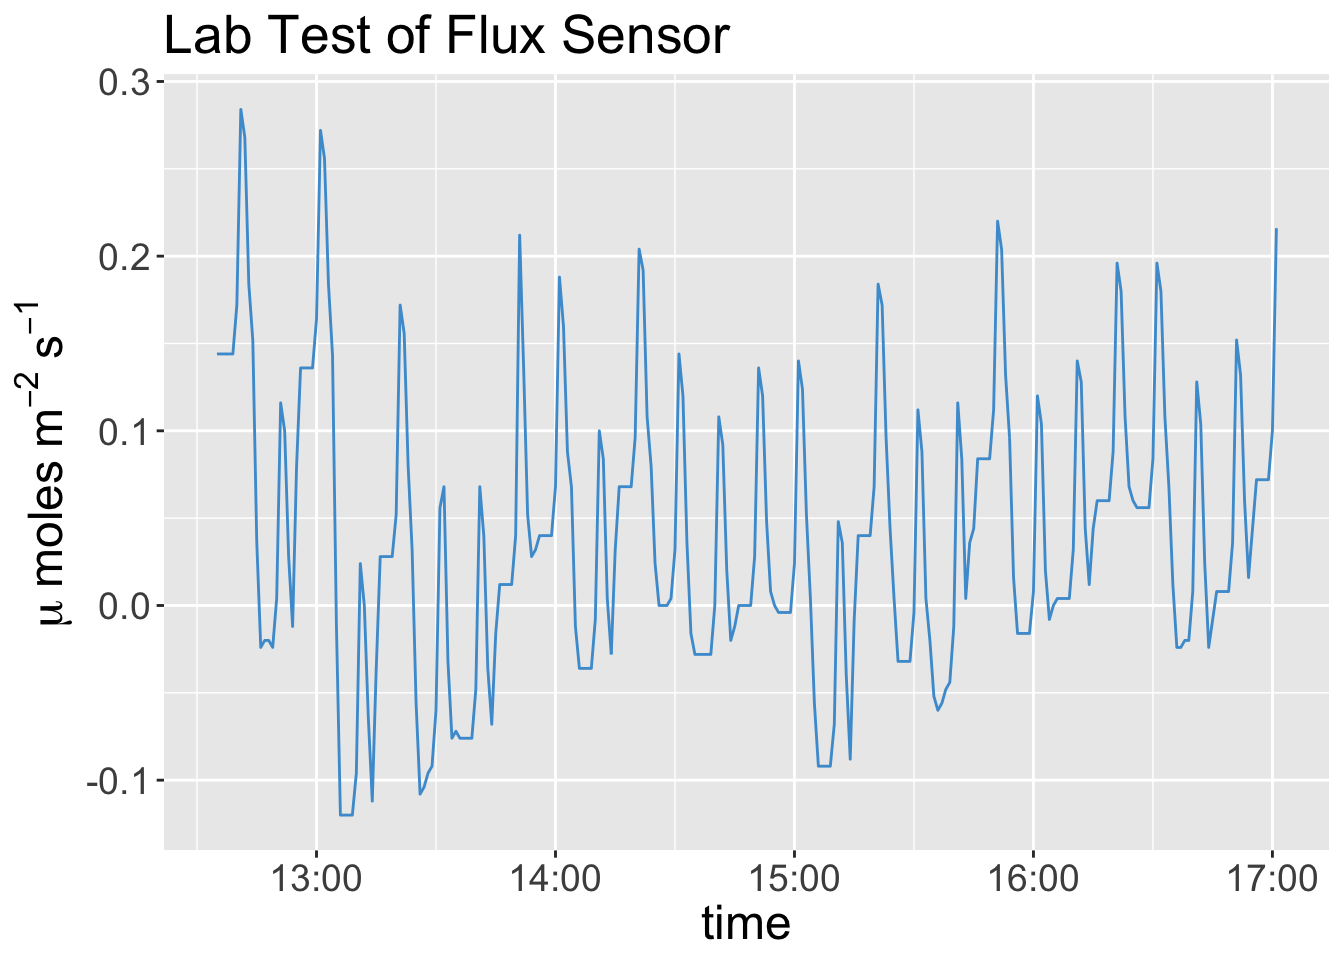 Lab Test of Flux Sensor
μ moles m⁻² s⁻¹
0.3
0.2
0.1
0.0
-0.1
13:00 14:00 15:00 16:00 17:00
time